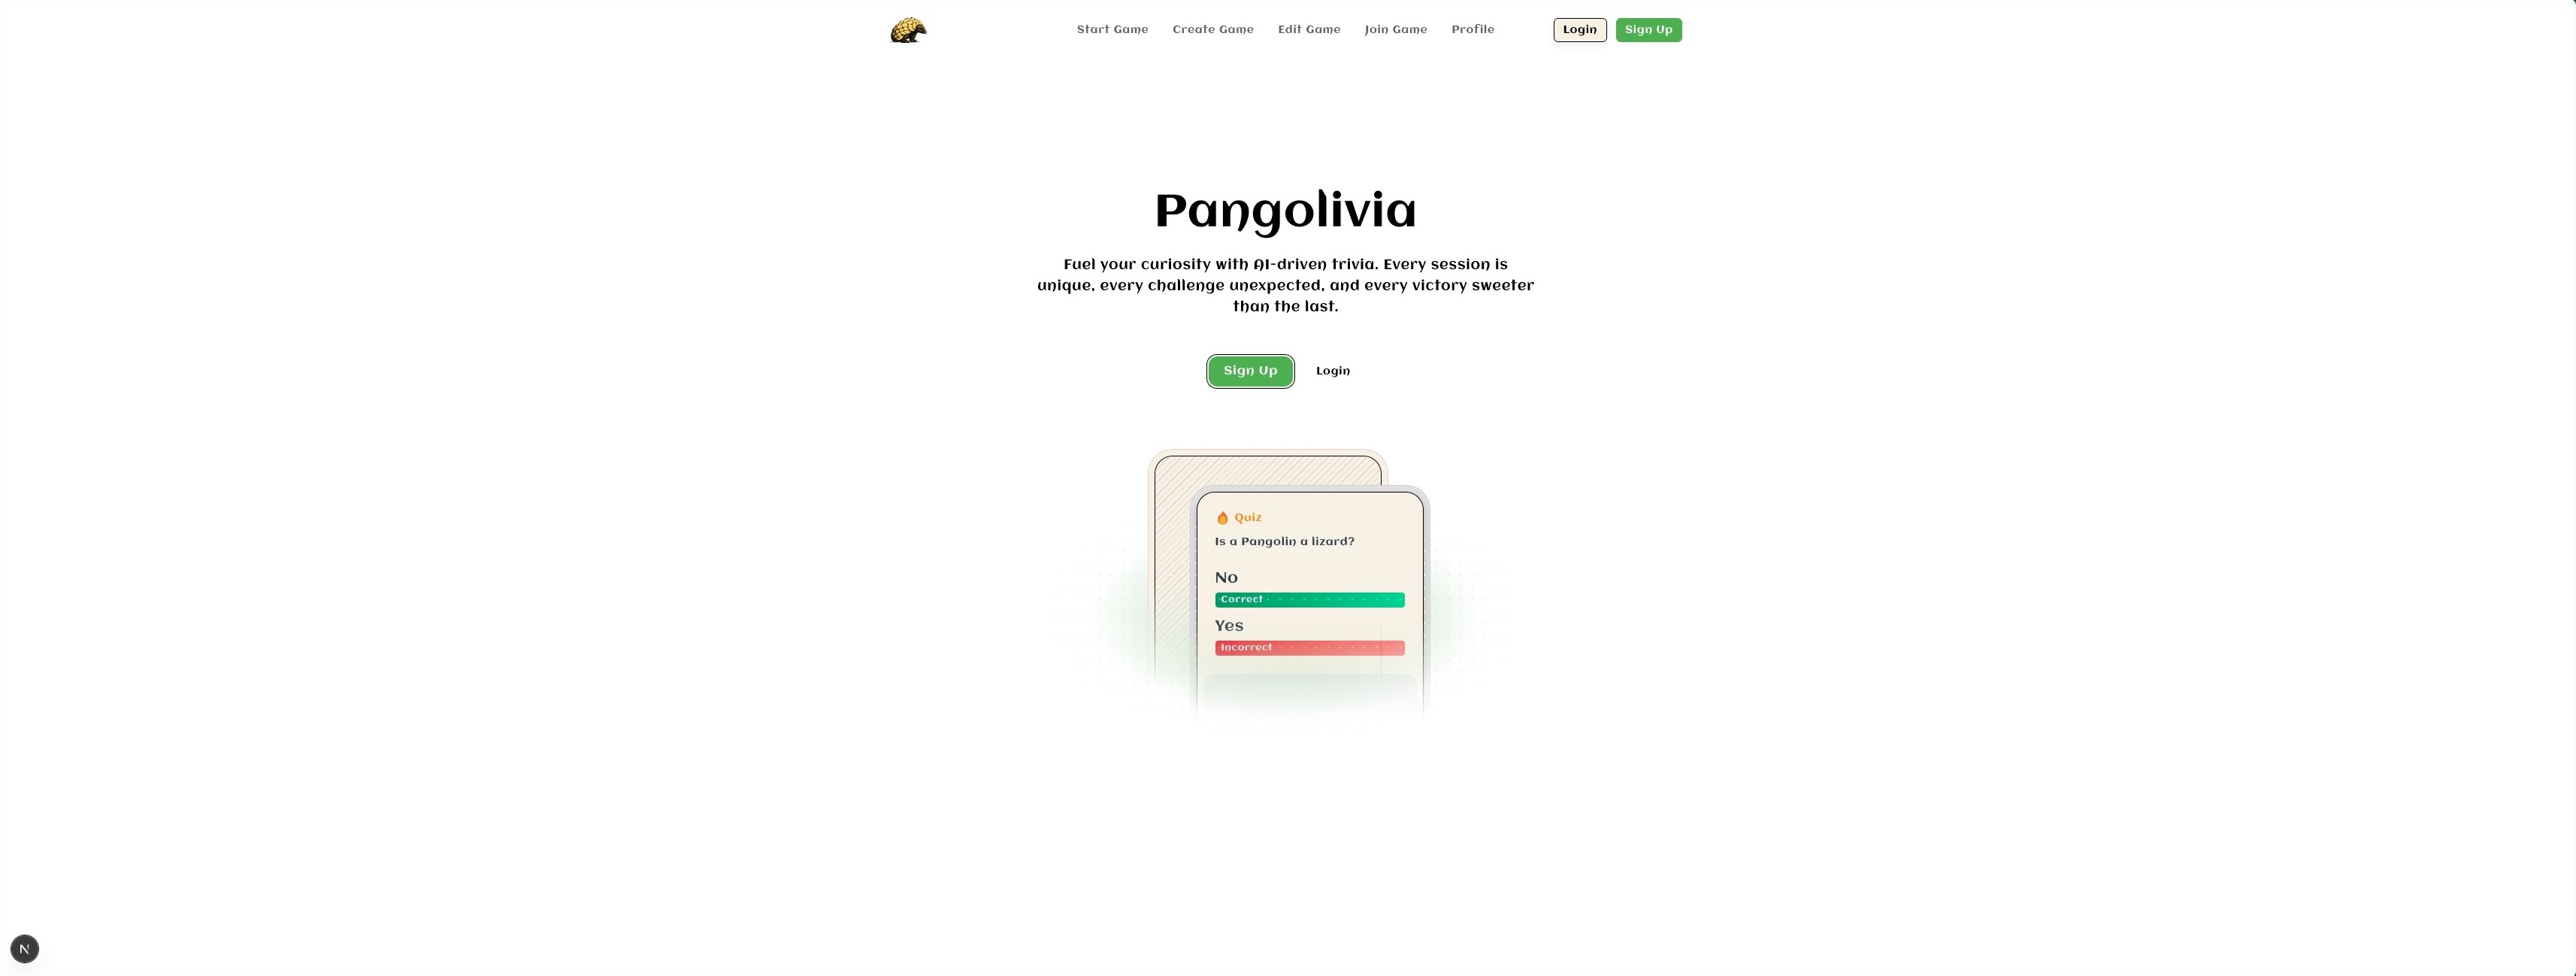 Start Game Create Game Edit Game Join Game Profile Login Sign Up
Pangolivia
Fuel your curiosity with AI-driven trivia. Every session is
unique, every challenge unexpected, and every victory sweeter
than the last.
Sign Up Login
Quiz
Is a Pangolin a lizard?
No
Correct
Yes
Incorrect
N